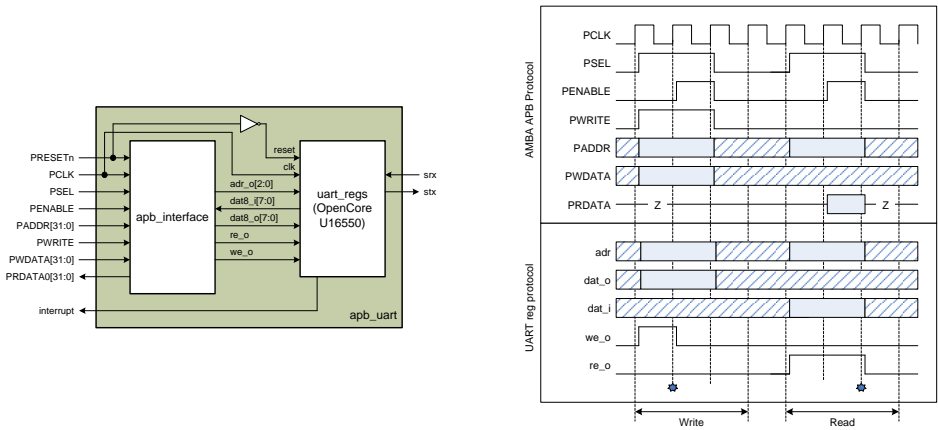 PRESETn
PCLK
PSEL
PENABLE
PADDR[31:0]
PWRITE
PWDATA[31:0]
PRDATA0[31:0]
interrupt
apb_interface
reset
clk
adr_o[2:0]
dat8_i[7:0]
dat8_o[7:0]
re_o
we_o
uart_regs
(OpenCore
U16550)
srx
stx
apb_uart
AMBA APB Protocol
PCLK
PSEL
PENABLE
PWRITE
PADDR
PWDATA
PRDATA
Z
Z
UART reg protocol
adr
dat_o
dat_i
we_o
re_o
Write
Read